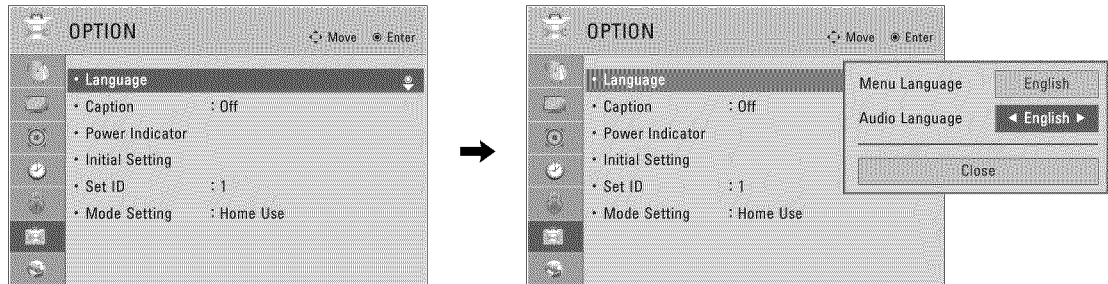 OPTION
Move Enter
• Language
• Caption : Off
• Power Indicator
• Initial Setting
• Set ID : 1
• Mode Setting : Home Use
OPTION
Move Enter
• Language
• Caption : Off
• Power Indicator
• Initial Setting
• Set ID : 1
• Mode Setting : Home Use
Menu Language English
Audio Language ◄ English ►
Close